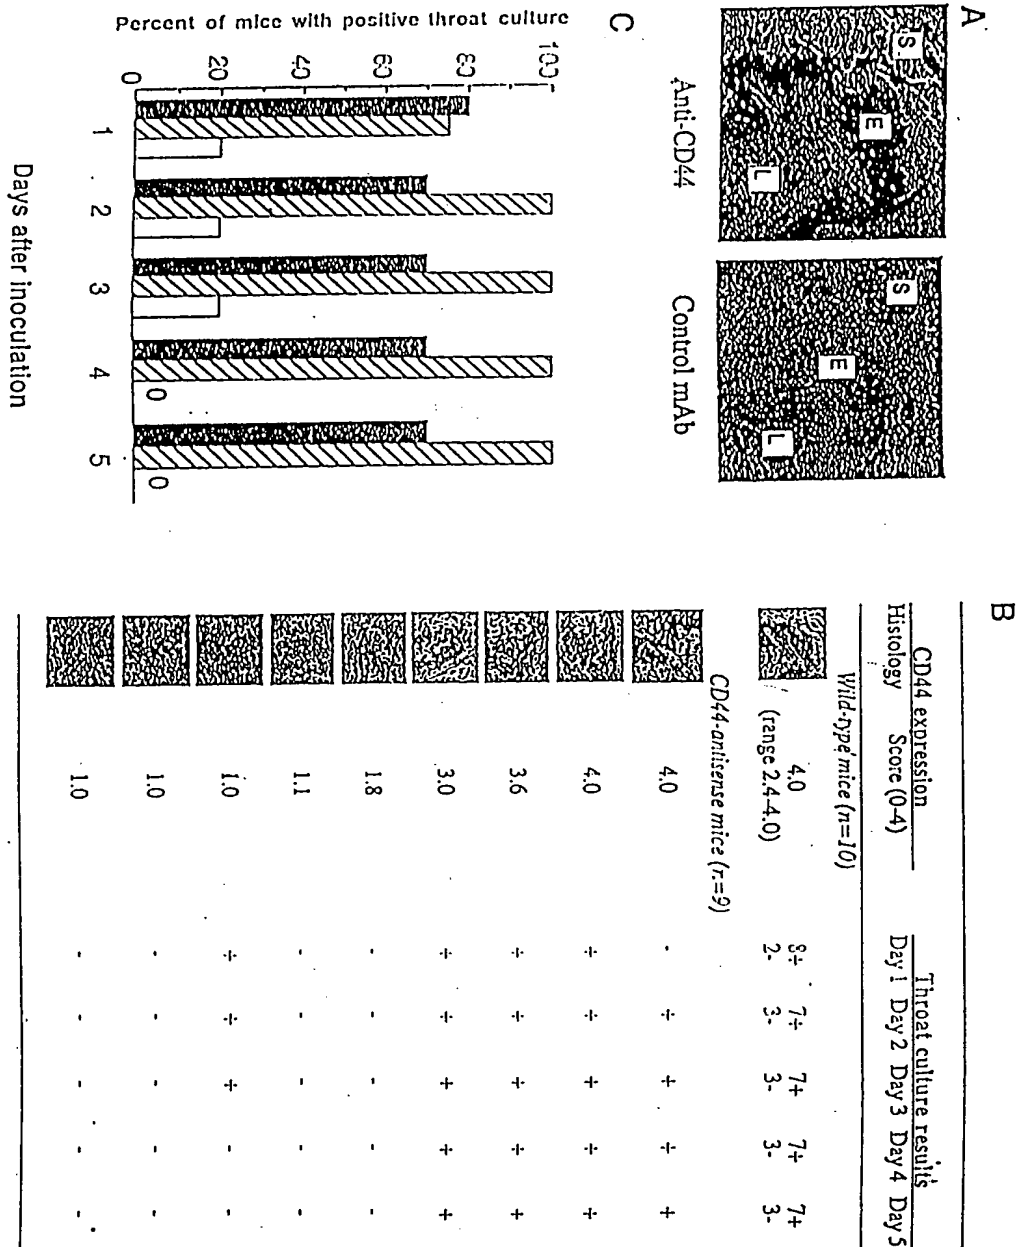 A
S
E
L
Anti-CD44
S
E
L
Control mAb
B
CD44 expression
Throat culture results
Histology Score (0-4)
Day 1 Day 2 Day 3 Day 4 Day 5
Wild-type mice (n=10)
4.0 8+ 7+ 7+ 7+ 7+
(range 2.4-4.0) 2- 3- 3- 3- 3-
CD44-antisense mice (n=9)
4.0 - + + + +
4.0 + + + + +
3.6 + + + + +
3.0 + + + + +
1.8 - - - - -
1.1 - - - - -
1.0 + + + - -
1.0 - - - - -
1.0 - - - - -
C
Percent of mice with positive throat culture
100
80
60
40
20
0
0 0
1 2 3 4 5
Days after inoculation